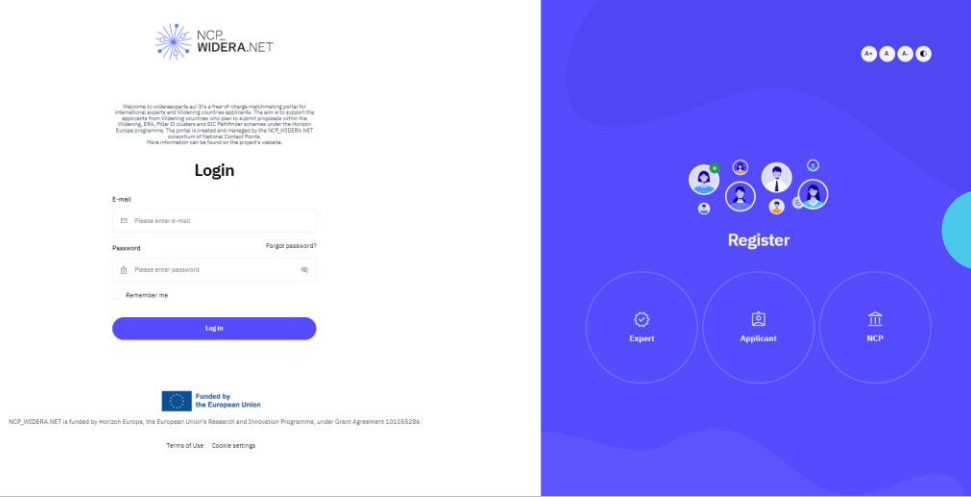 NCP_
WIDERA.NET
Welcome to wideraexperts.eu! It's a free-of-charge matchmaking portal for
international experts and Widening countries applicants. The aim is to support the
applicants from Widening countries who plan to submit proposals within the
Widening, ERA, Pillar II clusters and EIC Pathfinder schemes under the Horizon
Europe programme. The portal is created and managed by the NCP_WIDERA.NET
consortium of National Contact Points.
More information can be found on the project's website.
Login
E-mail
Please enter e-mail
Password Forgot password?
Please enter password
Remember me
Log in
Funded by
the European Union
NCP_WIDERA.NET is funded by Horizon Europe, the European Union's Research and Innovation Programme, under Grant Agreement 101055286
Terms of Use Cookie settings
A+ A A-
Register
Expert Applicant NCP